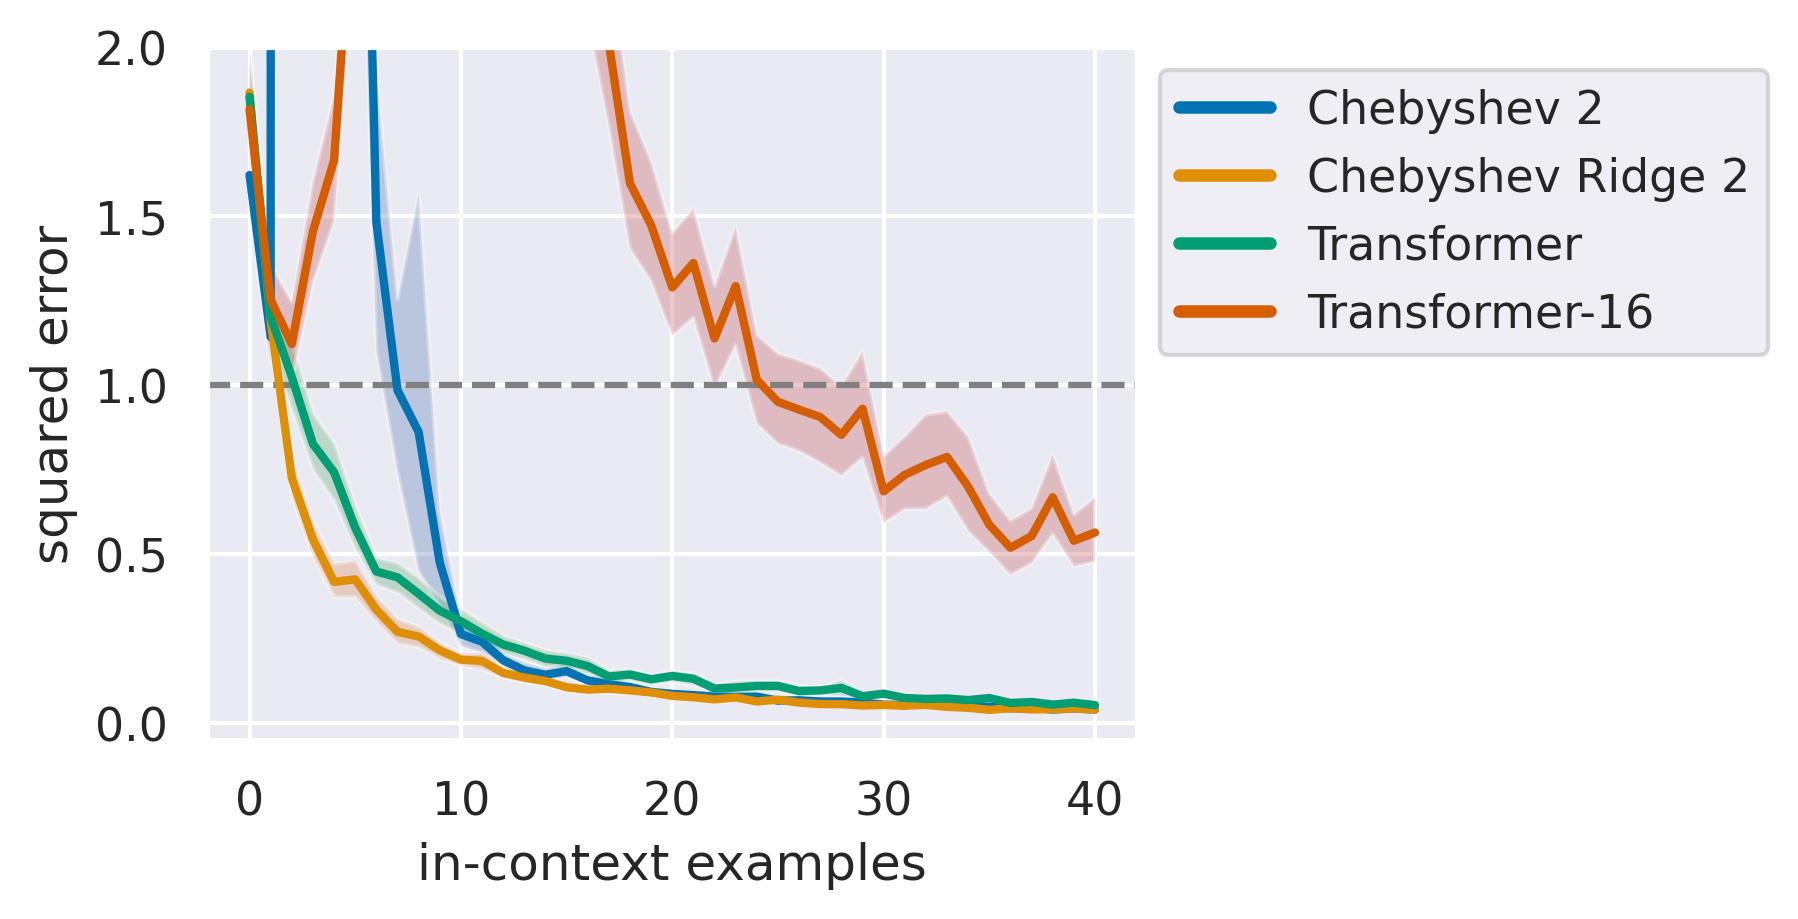 2.0
1.5
1.0
0.5
0.0
squared error
0
10
20
30
40
in-context examples
Chebyshev 2
Chebyshev Ridge 2
Transformer
Transformer-16